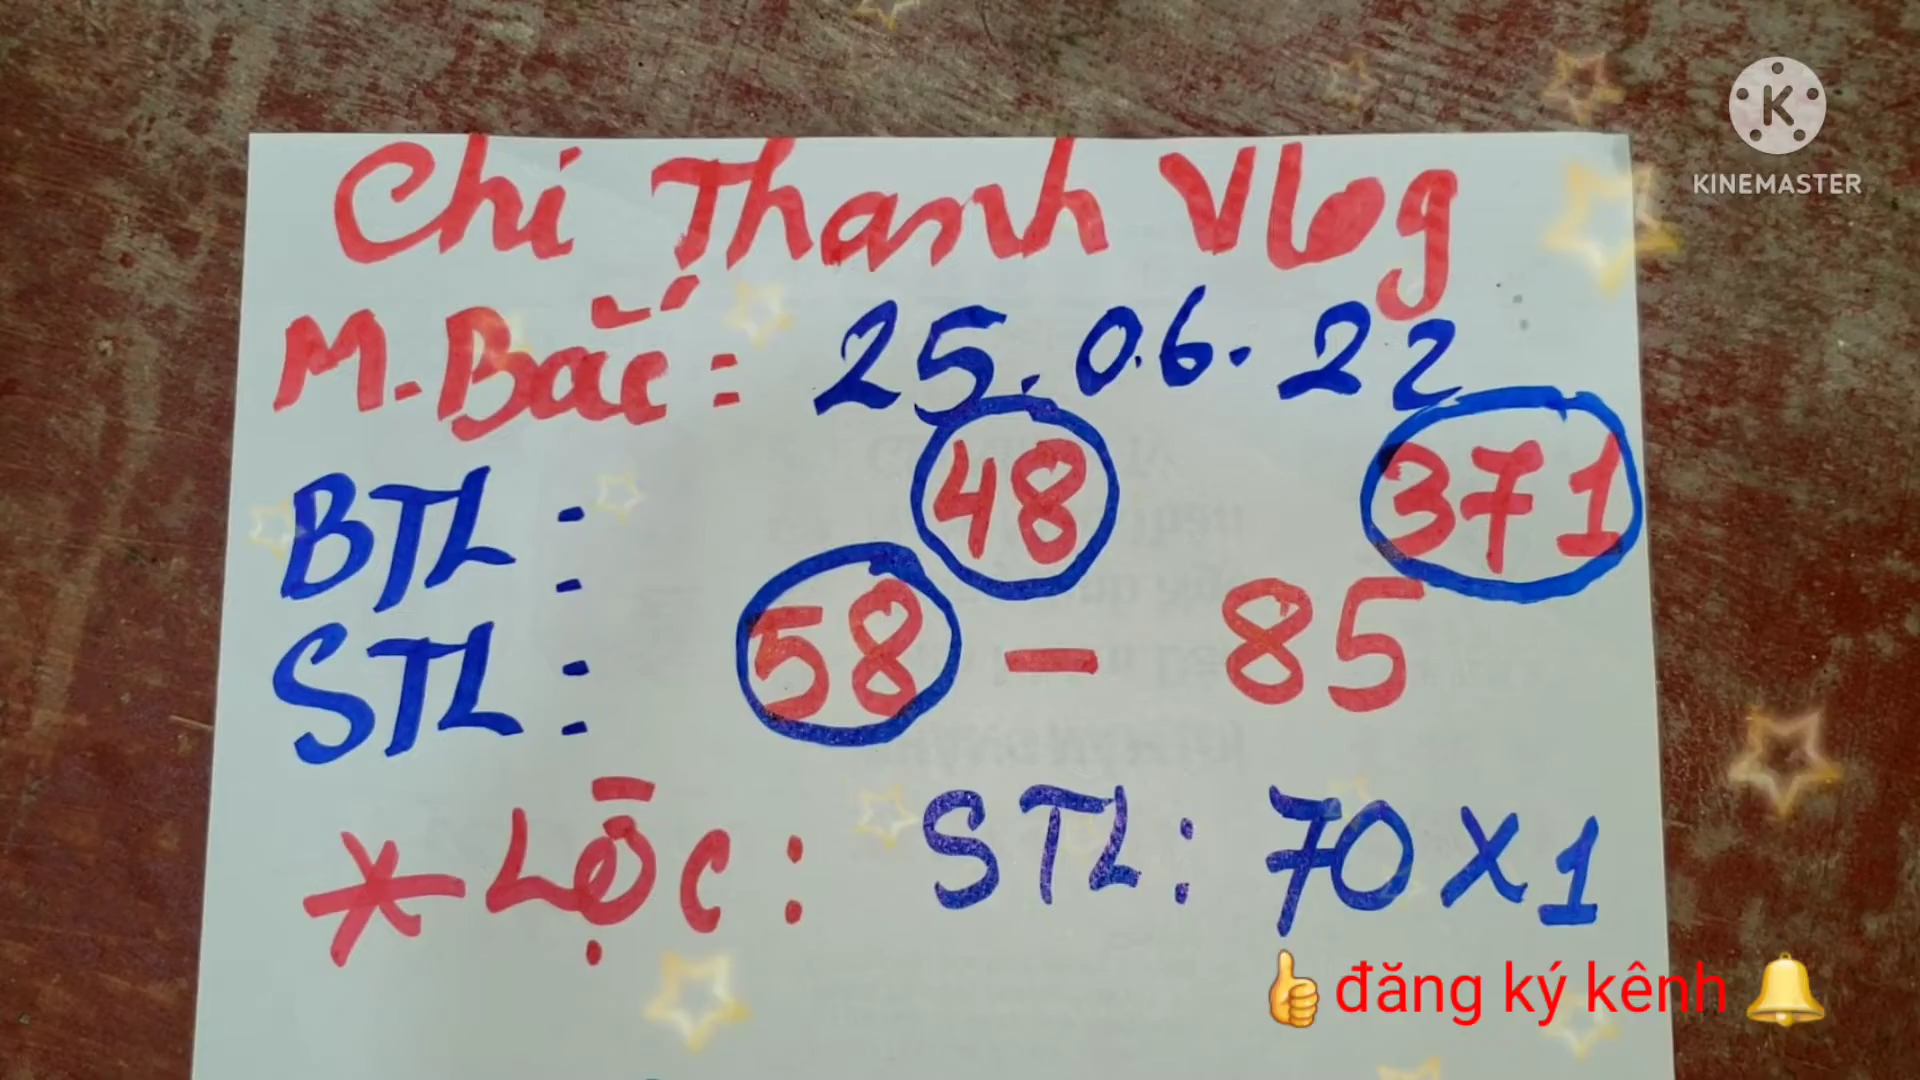 KINEMASTER
Chi Thanh Vlog
M.Bắc: 25.06.22
BTL: 48 371
STL: 58 - 85
* Lộc: STL: 70 X 1
👍 đăng ký kênh 🔔